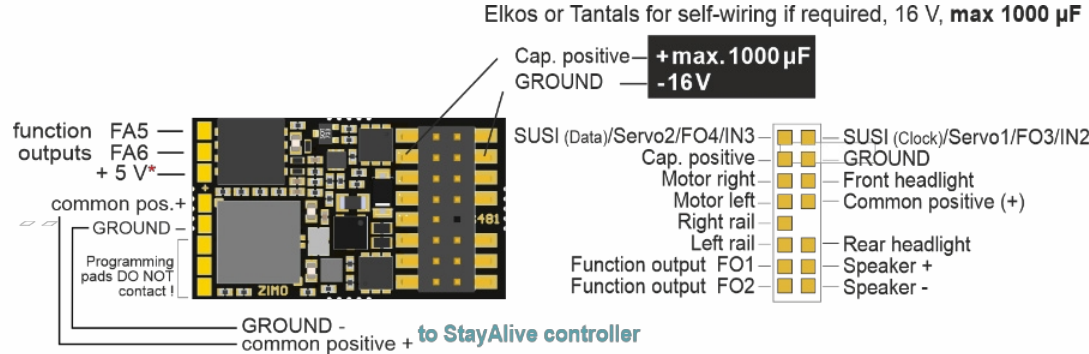 Elkos or Tantals for self-wiring if required, 16 V, max 1000 µF
Cap. positive
+max.1000µF
GROUND
-16V
function FA5
outputs FA6
+ 5 V*
common pos.+
GROUND -
Programming
pads DO NOT
contact !
+
481
ZIMO
SUSI (Data)/Servo2/FO4/IN3
SUSI (Clock)/Servo1/FO3/IN2
Cap. positive
GROUND
Motor right
Front headlight
Motor left
Common positive (+)
Right rail
Left rail
Rear headlight
Function output FO1
Speaker +
Function output FO2
Speaker -
GROUND -
common positive +
to StayAlive controller